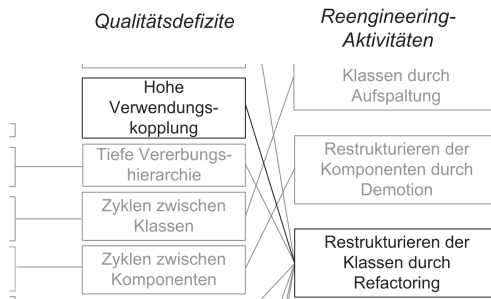 Qualitätsdefizite
Reengineering-
Aktivitäten
Hohe
Verwendungs-
kopplung
Tiefe Vererbungs-
hierarchie
Zyklen zwischen
Klassen
Zyklen zwischen
Komponenten
Klassen durch
Aufspaltung
Restrukturieren der
Komponenten durch
Demotion
Restrukturieren der
Klassen durch
Refactoring